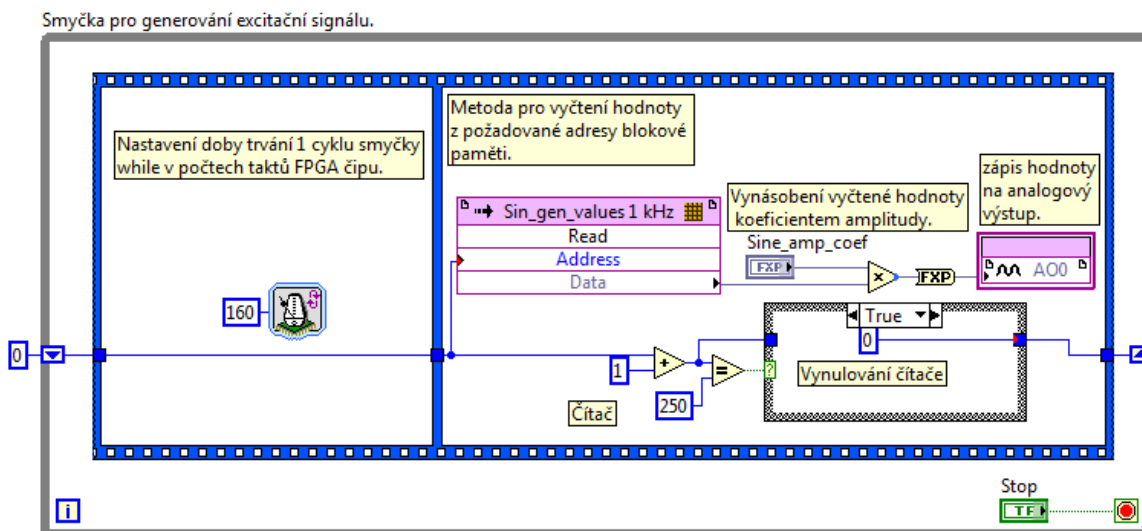 Smyčka pro generování excitační signálu.
Nastavení doby trvání 1 cyklu smyčky
while v počtech taktů FPGA čipu.
160
0
Metoda pro vyčtení hodnoty
z požadované adresy blokové
paměti.
Sin_gen_values 1 kHz
Read
Address
Data
Vynásobení vyčtené hodnoty
koeficientem amplitudy.
Sine_amp_coef
FXP
×
FXP
zápis hodnoty
na analogový
výstup.
AO0
True
0
Vynulování čítače
1
+
=
?
250
Čítač
i
Stop
TF